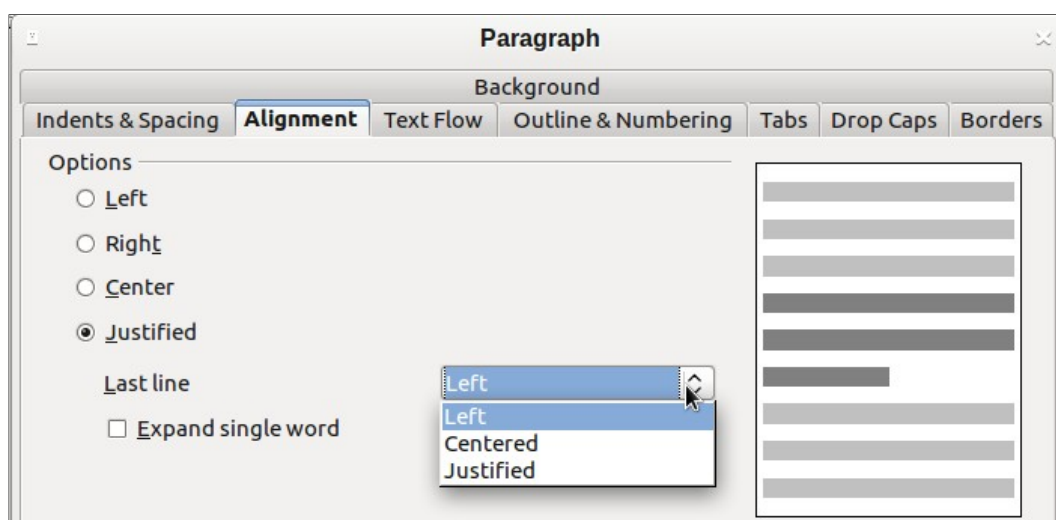 Paragraph
Background
Indents & Spacing Alignment Text Flow Outline & Numbering Tabs Drop Caps Borders
Options
Left
Right
Center
Justified
Last line Left
Left
Expand single word
Centered
Justified